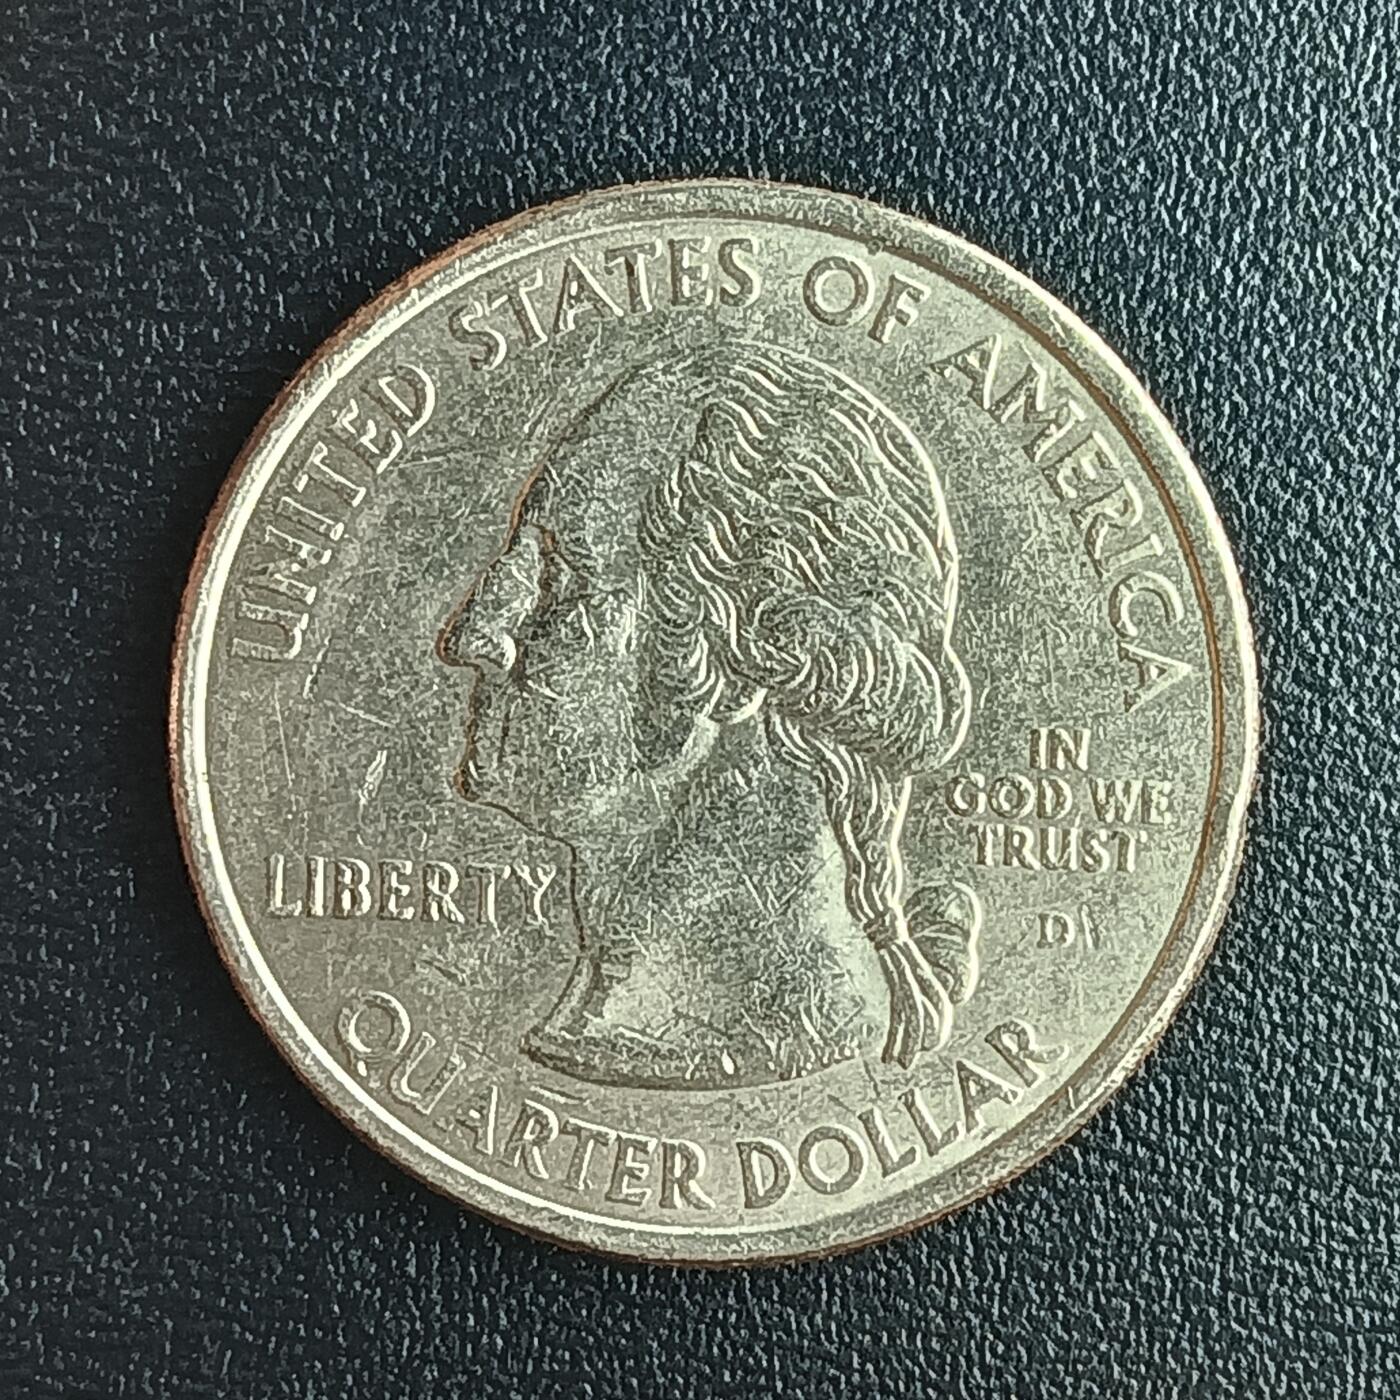 UNITED STATES OF AMERICA
LIBERTY
IN
GOD WE
TRUST
D
QUARTER DOLLAR